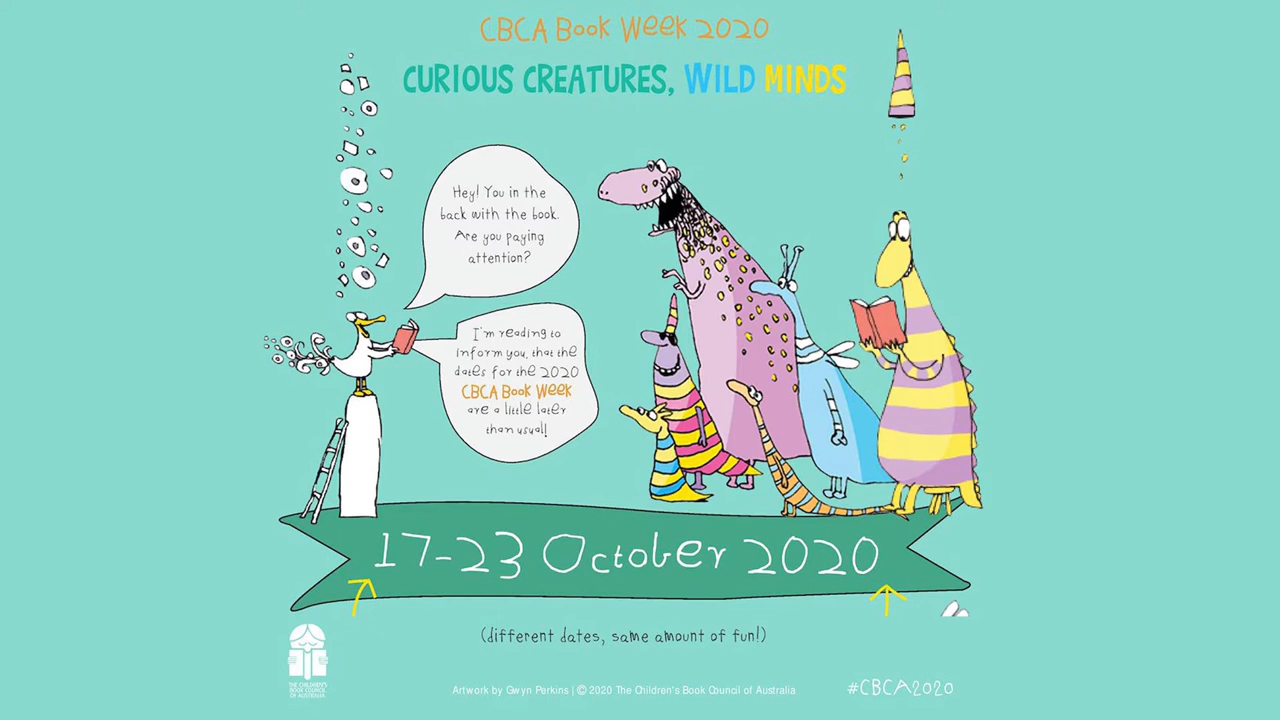 CBCA Book Week 2020
CURIOUS CREATURES, WILD MINDS
Hey! You in the
back with the book.
Are you paying
attention?
I'm reading to
inform you, that the
dates for the 2020
CBCA Book Week
are a little later
than usual!
17-23 October 2020
(different dates, same amount of fun!)
THE CHILDREN'S
BOOK COUNCIL
OF AUSTRALIA
Artwork by Gwyn Perkins | © 2020 The Children's Book Council of Australia
#CBCA2020